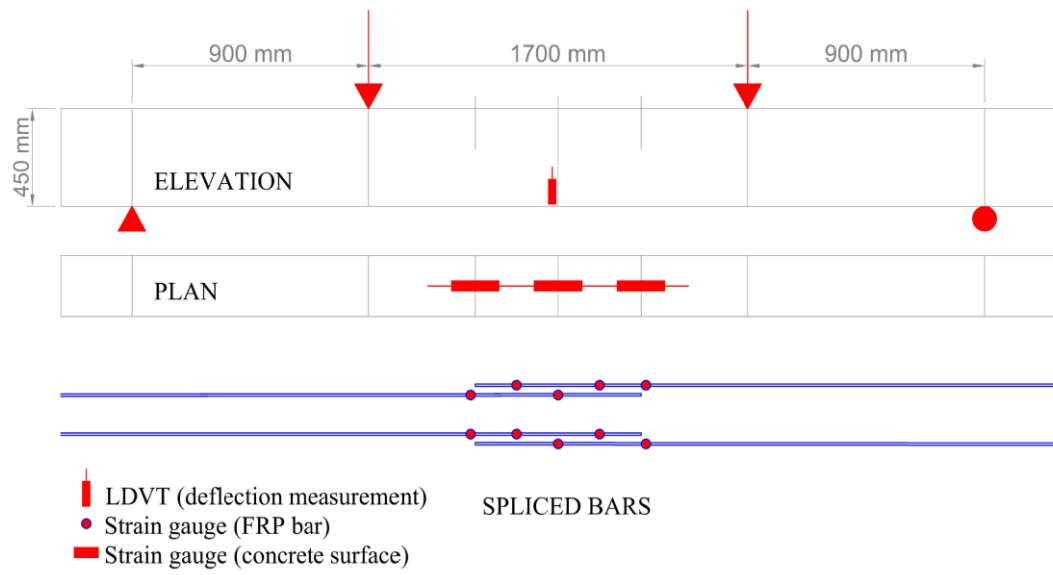 900 mm
1700 mm
900 mm
450 mm
ELEVATION
PLAN
SPLICED BARS
LDVT (deflection measurement)
Strain gauge (FRP bar)
Strain gauge (concrete surface)